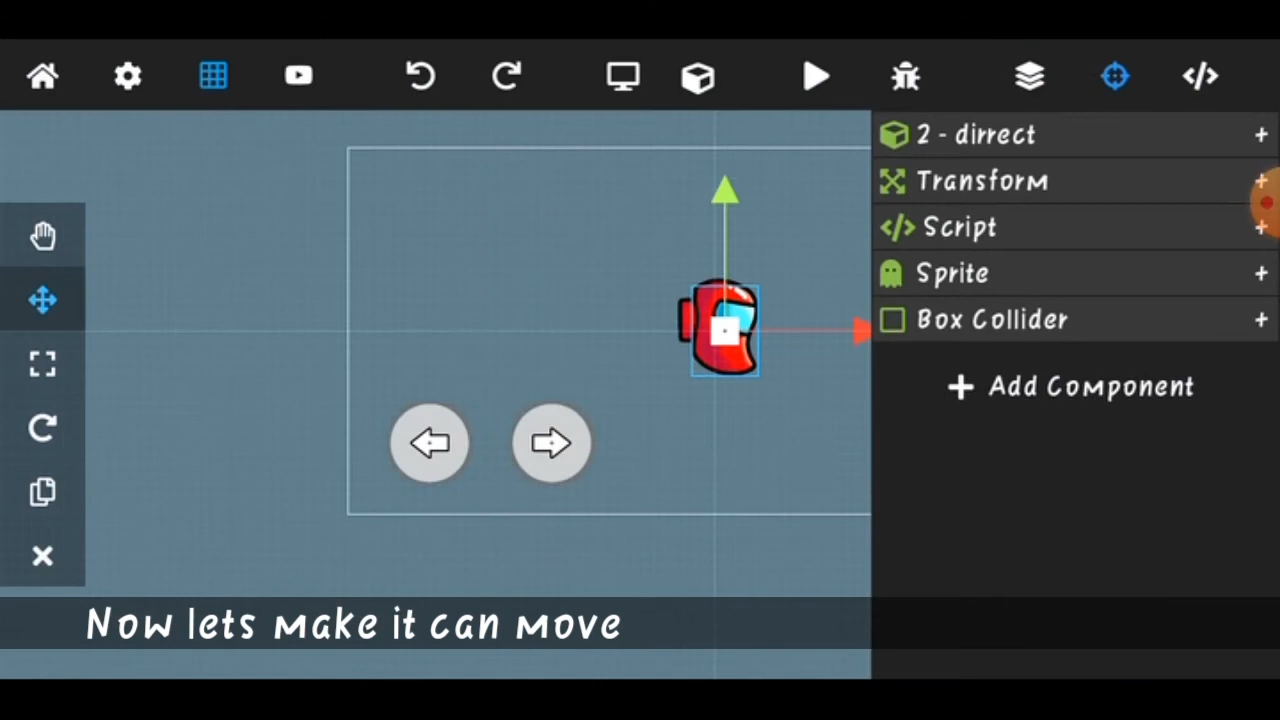 2 - dirrect
Transform
Script
Sprite
Box Collider
Add Component
Now lets make it can move